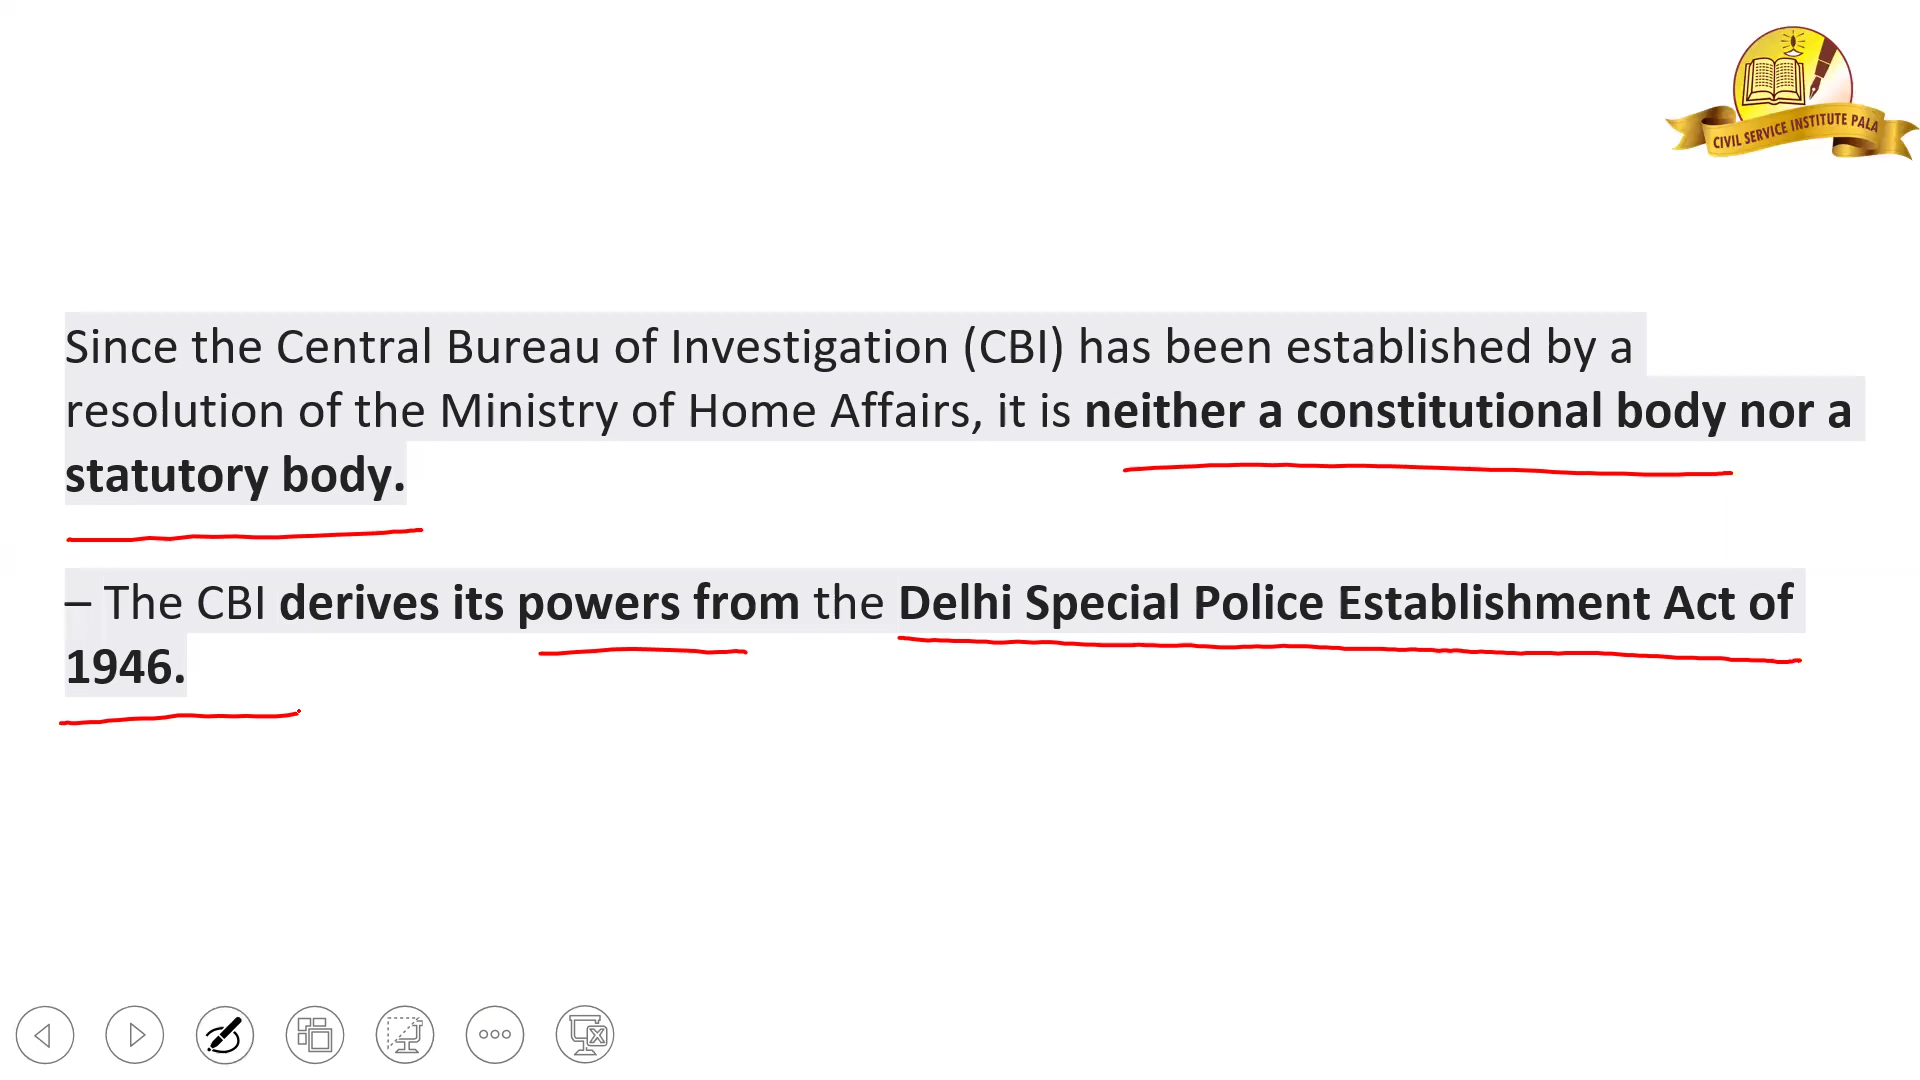 CIVIL SERVICE INSTITUTE PALA
Since the Central Bureau of Investigation (CBI) has been established by a
resolution of the Ministry of Home Affairs, it is neither a constitutional body nor a
statutory body.
– The CBI derives its powers from the Delhi Special Police Establishment Act of
1946.